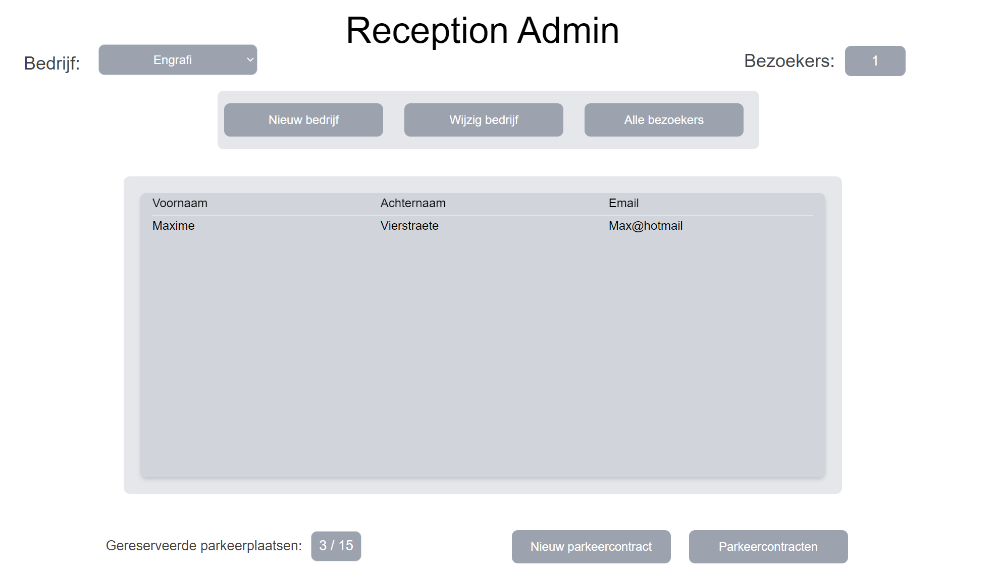 Reception Admin
Bedrijf: Engrafi
Bezoekers: 1
Nieuw bedrijf Wijzig bedrijf Alle bezoekers
Voornaam Achternaam Email
Maxime Vierstraete Max@hotmail
Gereserveerde parkeerplaatsen: 3 / 15
Nieuw parkeercontract Parkeercontracten